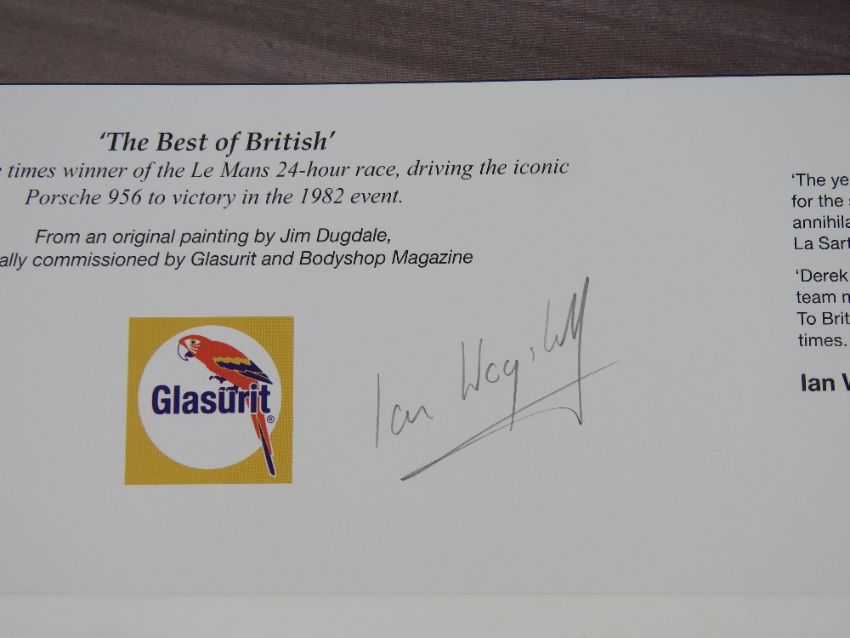 ‘The Best of British’
times winner of the Le Mans 24-hour race, driving the iconic
Porsche 956 to victory in the 1982 event.
From an original painting by Jim Dugdale,
ally commissioned by Glasurit and Bodyshop Magazine
Glasurit®
Ian Wagstaff
‘The ye
for the
annihila
La Sart
‘Derek
team m
To Brit
times.
Ian W